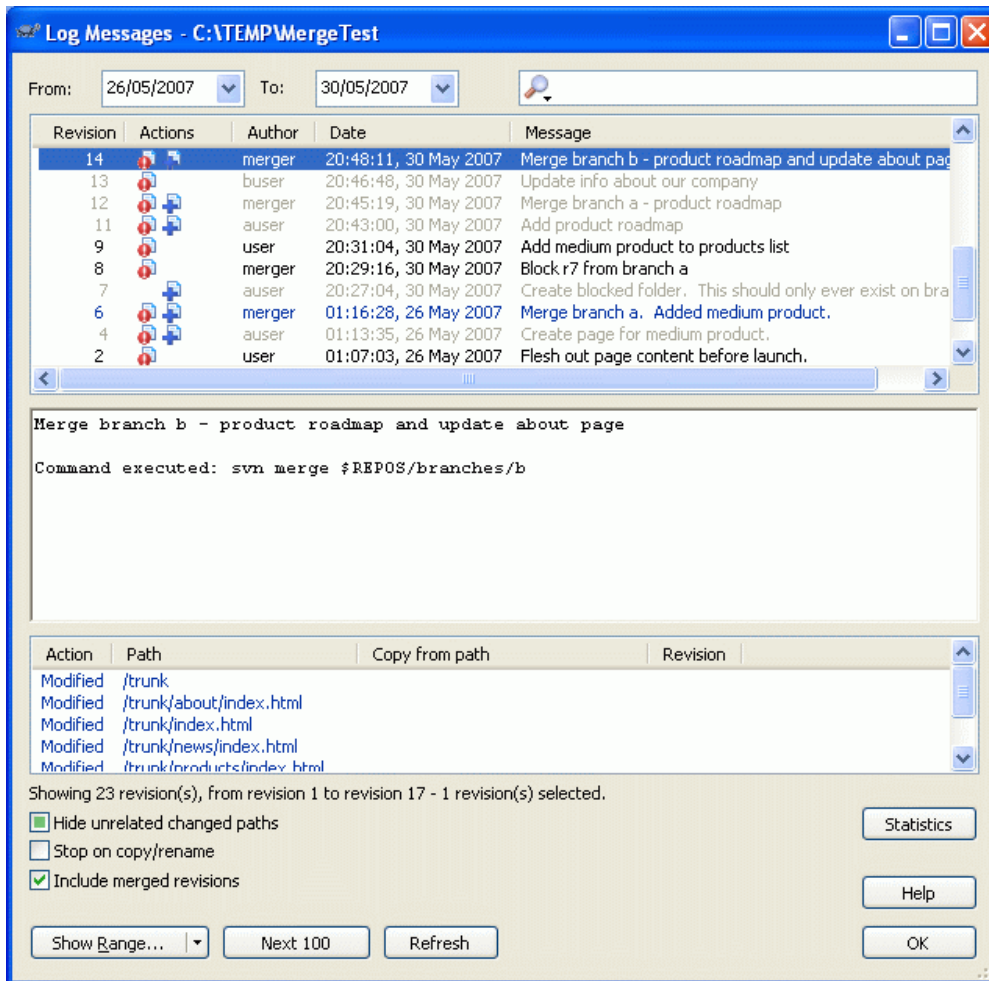 Log Messages - C:\TEMP\MergeTest
From: 26/05/2007 To: 30/05/2007
Revision Actions Author Date Message
14 merger 20:48:11, 30 May 2007 Merge branch b - product roadmap and update about pag
13 buser 20:46:48, 30 May 2007 Update info about our company
12 merger 20:45:19, 30 May 2007 Merge branch a - product roadmap
11 auser 20:43:00, 30 May 2007 Add product roadmap
9 user 20:31:04, 30 May 2007 Add medium product to products list
8 merger 20:29:16, 30 May 2007 Block r7 from branch a
7 auser 20:27:04, 30 May 2007 Create blocked folder. This should only ever exist on bra
6 merger 01:16:28, 26 May 2007 Merge branch a. Added medium product.
4 auser 01:13:35, 26 May 2007 Create page for medium product.
2 user 01:07:03, 26 May 2007 Flesh out page content before launch.
Merge branch b - product roadmap and update about page
Command executed: svn merge $REPOS/branches/b
Action Path Copy from path Revision
Modified /trunk
Modified /trunk/about/index.html
Modified /trunk/index.html
Modified /trunk/news/index.html
Modified /trunk/products/index.html
Showing 23 revision(s), from revision 1 to revision 17 - 1 revision(s) selected.
Hide unrelated changed paths
Statistics
Stop on copy/rename
Include merged revisions
Help
Show Range... Next 100 Refresh OK